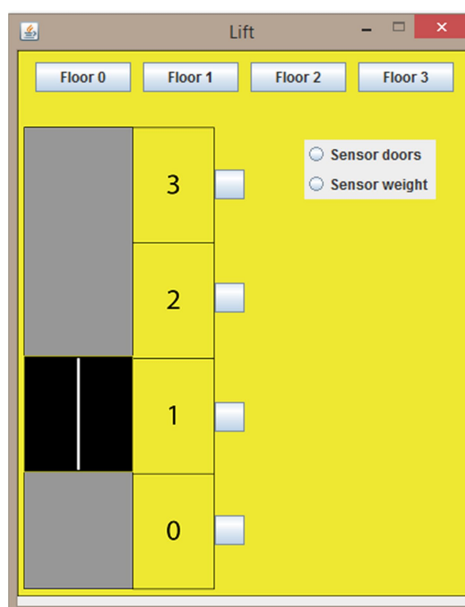 Lift
Floor 0 Floor 1 Floor 2 Floor 3
Sensor doors
3
Sensor weight
2
1
0